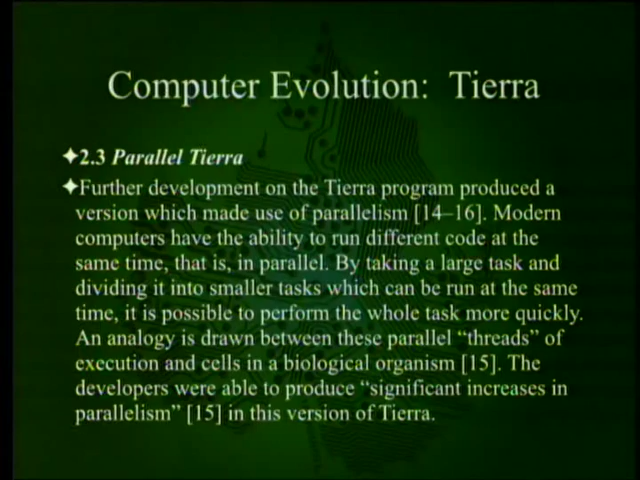 Computer Evolution: Tierra
✦2.3 Parallel Tierra
✦Further development on the Tierra program produced a
version which made use of parallelism [14–16]. Modern
computers have the ability to run different code at the
same time, that is, in parallel. By taking a large task and
dividing it into smaller tasks which can be run at the same
time, it is possible to perform the whole task more quickly.
An analogy is drawn between these parallel “threads” of
execution and cells in a biological organism [15]. The
developers were able to produce “significant increases in
parallelism” [15] in this version of Tierra.